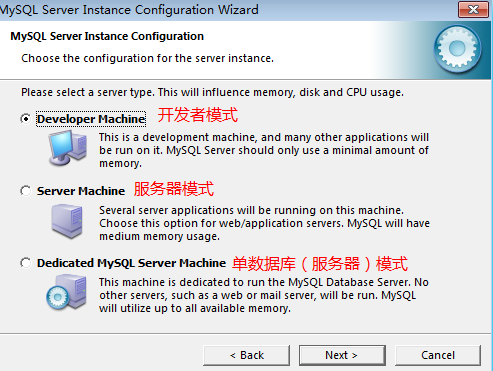 MySQL Server Instance Configuration Wizard
MySQL Server Instance Configuration
Choose the configuration for the server instance.
Please select a server type. This will influence memory, disk and CPU usage.
Developer Machine 开发者模式
This is a development machine, and many other applications will
be run on it. MySQL Server should only use a minimal amount of
memory.
Server Machine 服务器模式
Several server applications will be running on this machine.
Choose this option for web/application servers. MySQL will have
medium memory usage.
Dedicated MySQL Server Machine 单数据库（服务器）模式
This machine is dedicated to run the MySQL Database Server. No
other servers, such as a web or mail server, will be run. MySQL
will utilize up to all available memory.
< Back Next > Cancel